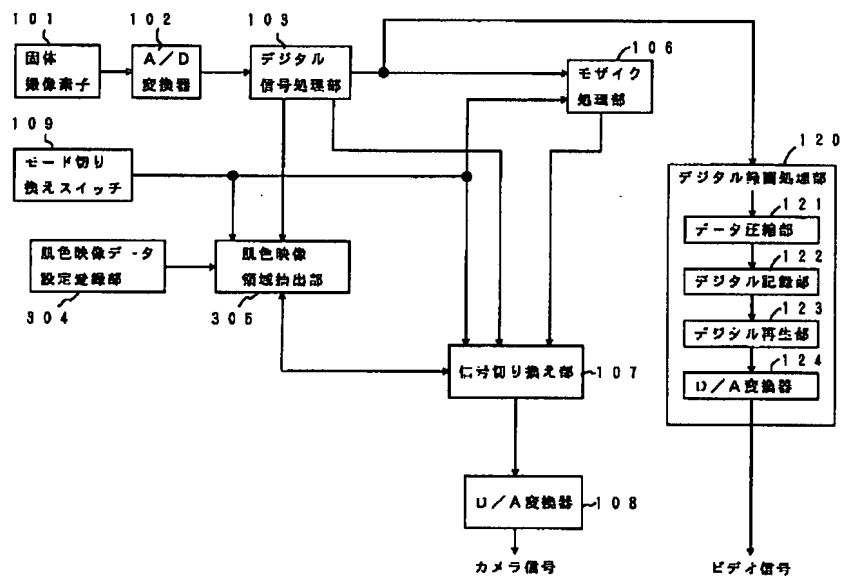 101
固体
撮像素子
102
A/D
変換器
103
デジタル
信号処理部
106
モザイク
処理部
109
モード切り
換えスイッチ
120
デジタル録画処理部
121
データ圧縮部
122
デジタル記録部
123
デジタル再生部
124
D/A変換器
肌色映像データ
設定登録部
304
肌色映像
領域抽出部
305
信号切り換え部
107
D/A変換器
108
カメラ信号
ビデオ信号